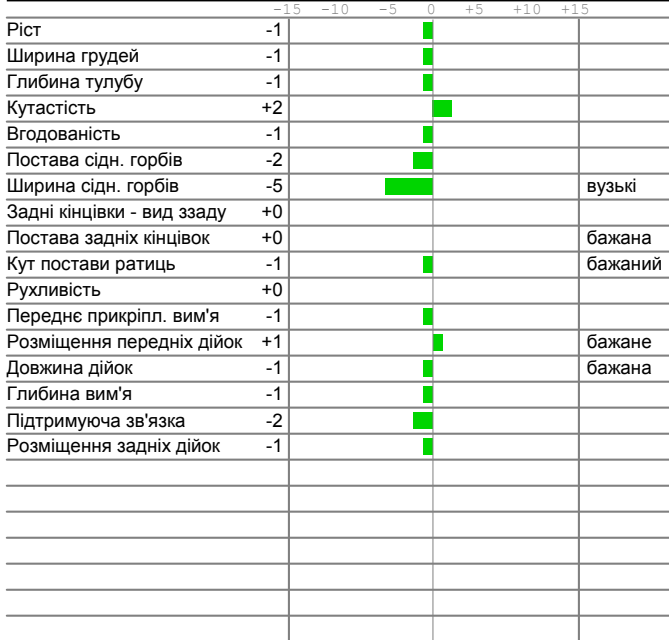 -15 -10 -5 0 +5 +10 +15
Ріст -1
Ширина грудей -1
Глибина тулубу -1
Кутастість +2
Вгодованість -1
Постава сідн. горбів -2
Ширина сідн. горбів -5 вузькі
Задні кінцівки - вид ззаду +0
Постава задніх кінцівок +0 бажана
Кут постави ратиць -1 бажаний
Рухливість +0
Переднє прикріпл. вим'я -1
Розміщення передніх дійок +1 бажане
Довжина дійок -1 бажана
Глибина вим'я -1
Підтримуюча зв'язка -2
Розміщення задніх дійок -1